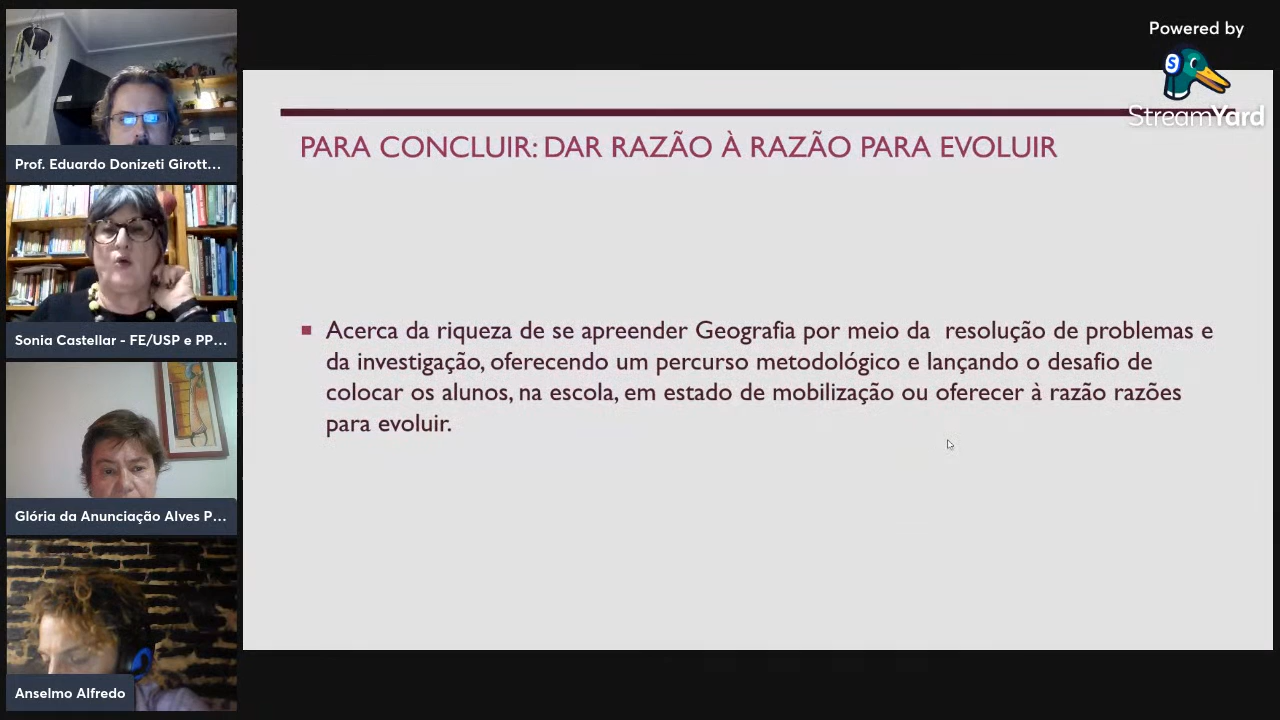 Powered by
StreamYard
Prof. Eduardo Donizeti Girott...
Sonia Castellar - FE/USP e PP...
Glória da Anunciação Alves P...
Anselmo Alfredo
PARA CONCLUIR: DAR RAZÃO À RAZÃO PARA EVOLUIR
Acerca da riqueza de se apreender Geografia por meio da resolução de problemas e
da investigação, oferecendo um percurso metodológico e lançando o desafio de
colocar os alunos, na escola, em estado de mobilização ou oferecer à razão razões
para evoluir.